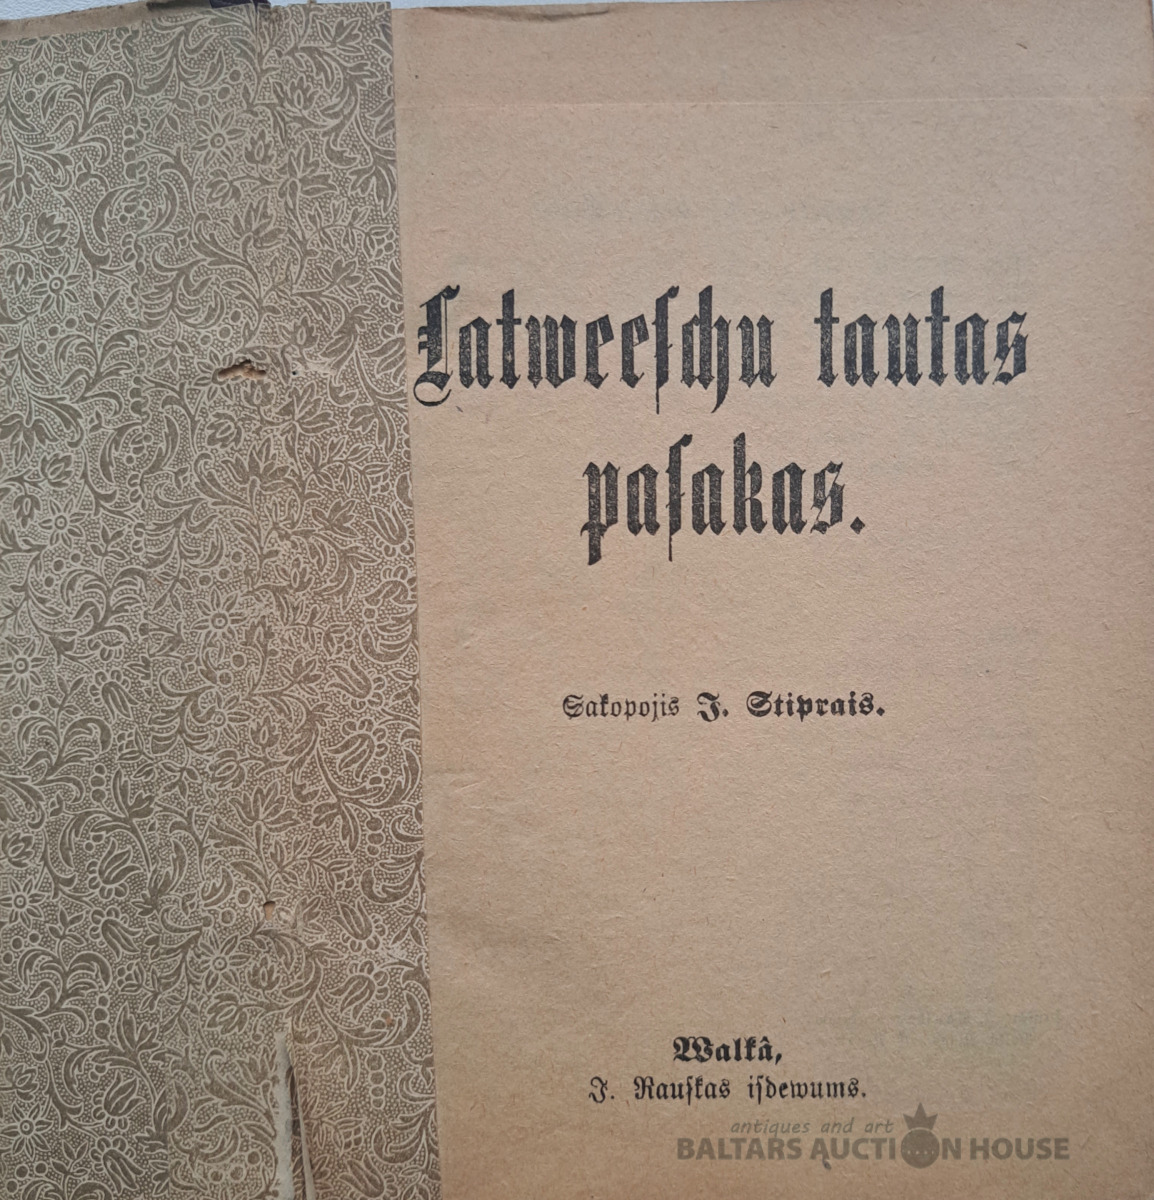 Latweeſchu tautas
paſakas.
Sakopojis J. Stiprais.
Walkâ,
J. Rauſkas iſdewums.
antiques and art
BALTARS AUCTION HOUSE